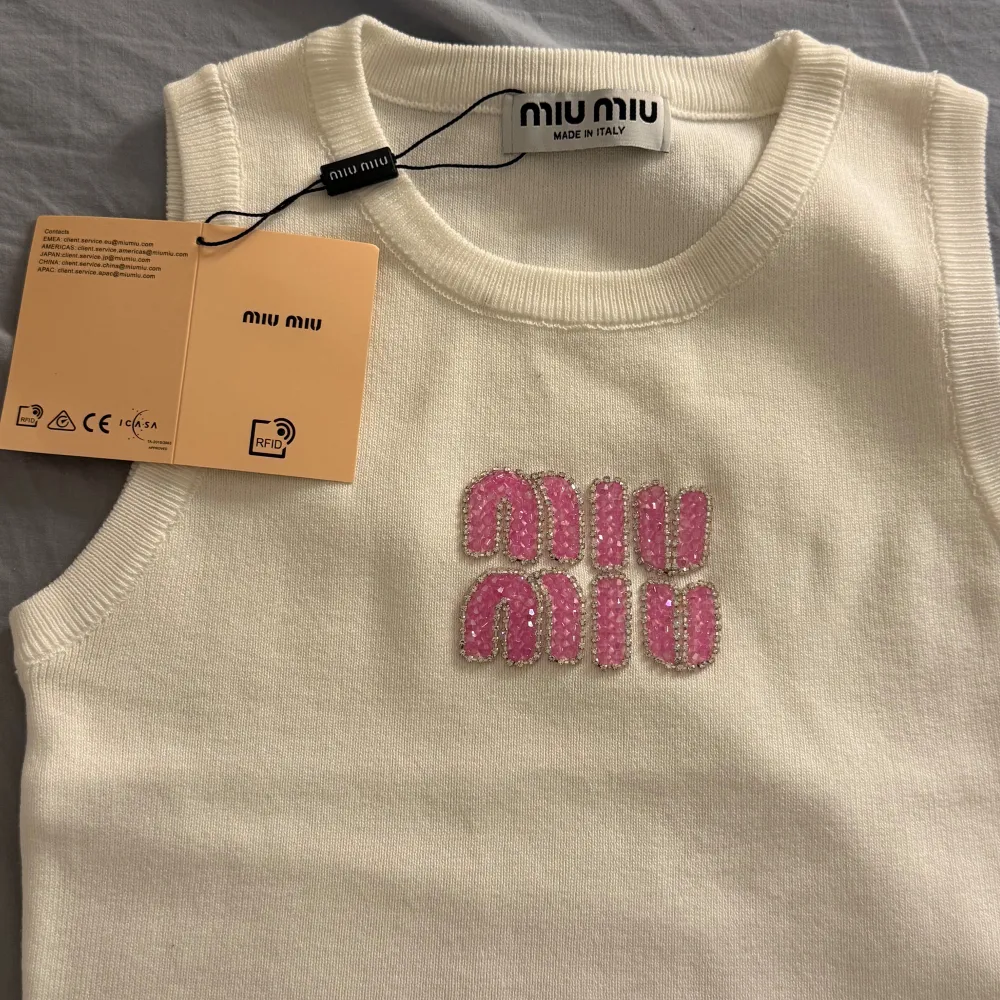 miu miu
MADE IN ITALY
miu miu
Contacts
EMEA: client.service.eu@miumiu.com
AMERICAS: client.service.americas@miumiu.com
JAPAN: client.service.jp@miumiu.com
CHINA: client.service.china@miumiu.com
APAC: client.service.apac@miumiu.com
miu miu
RFID
CE
ICASA
APPROVED
RFID
miu
miu